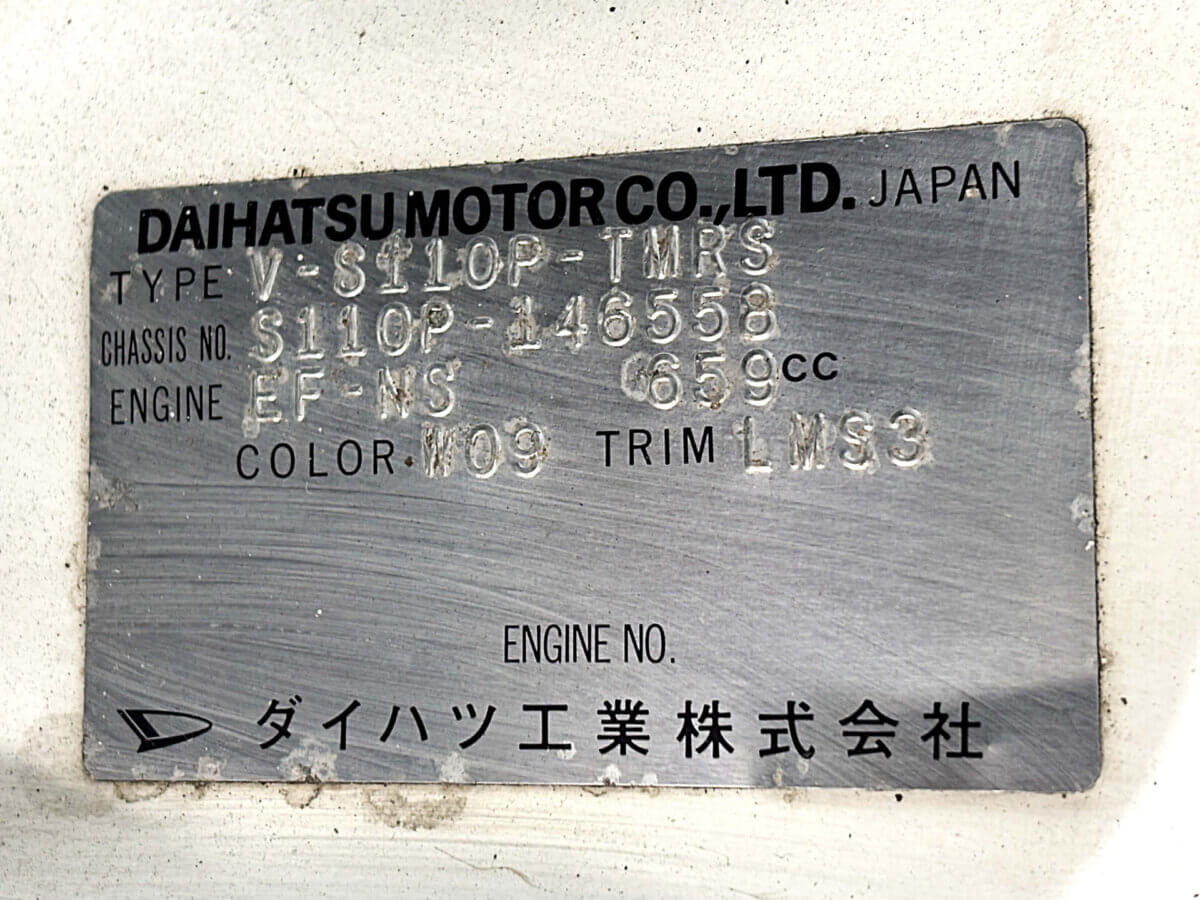 DAIHATSU MOTOR CO.,LTD. JAPAN
TYPE V-S110P-TMRS
CHASSIS NO. S110P-146558
ENGINE EF-NS 659CC
COLOR W09 TRIM LMS3
ENGINE NO.
ダイハツ工業株式会社